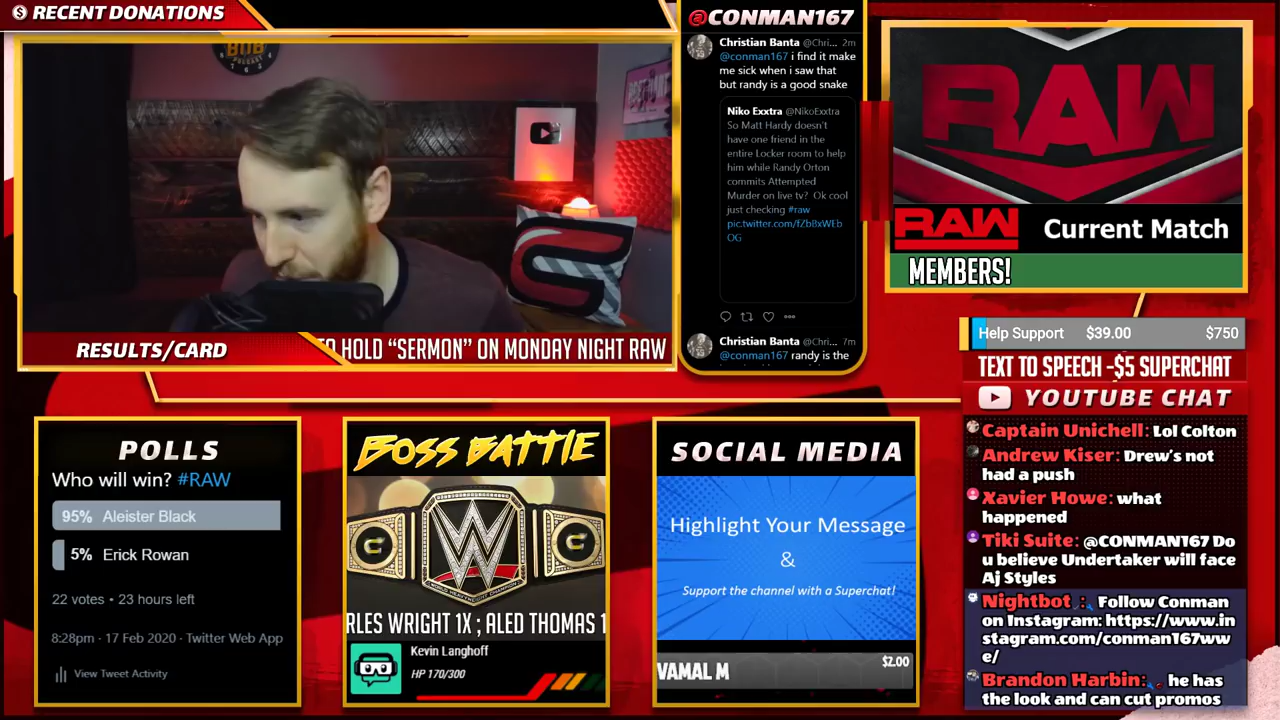 RECENT DONATIONS
TO HOLD “SERMON” ON MONDAY NIGHT RAW
RESULTS/CARD
@CONMAN167
Christian Banta @Chri... 2m
@conman167 i find it make
me sick when i saw that
but randy is a good snake
Niko Exxtra @NikoExxtra
So Matt Hardy doesn't
have one friend in the
entire Locker room to help
him while Randy Orton
commits Attempted
Murder on live tv? Ok cool
just checking #raw
Christian Banta @Chri... 7m
@conman167 randy is the
RAW
RAW Current Match
MEMBERS!
Help Support $39.00 $750
TEXT TO SPEECH -$5 SUPERCHAT
YOUTUBE CHAT
Captain Unichell: Lol Colton
Andrew Kiser: Drew's not
had a push
Xavier Howe: what
happened
Tiki Suite: @CONMAN167 Do
u believe Undertaker will face
Aj Styles
Nightbot : Follow Conman
on Instagram: https://www.in
stagram.com/conman167ww
e/
Brandon Harbin: he has
the look and can cut promos
POLLS
Who will win? #RAW
95% Aleister Black
5% Erick Rowan
22 votes · 23 hours left
8:28pm · 17 Feb 2020 · Twitter Web App
View Tweet Activity
BOSS BATTLE
RLES WRIGHT 1X ; ALED THOMAS 1
Kevin Langhoff
HP 170/300
SOCIAL MEDIA
Highlight Your Message
&
Support the channel with a Superchat!
VAMAL M $2.00